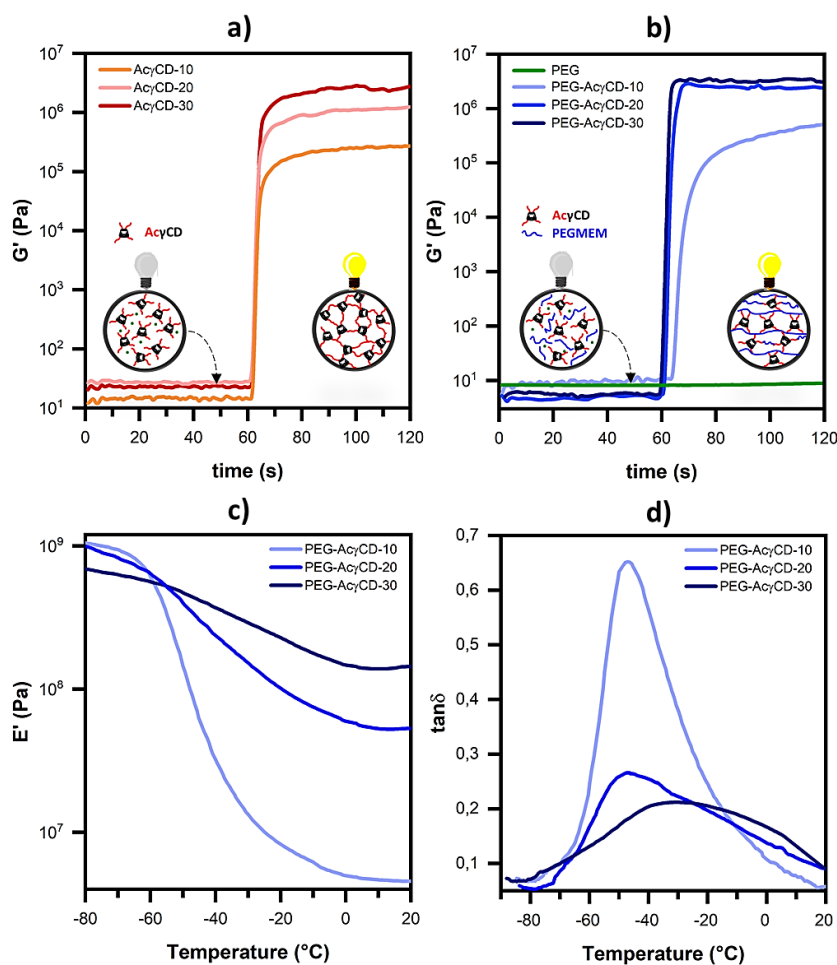 a)
G' (Pa)
10⁷
10⁶
10⁵
10⁴
10³
10²
10¹
AcγCD-10
AcγCD-20
AcγCD-30
AcγCD
0 20 40 60 80 100 120
time (s)
b)
G' (Pa)
10⁷
10⁶
10⁵
10⁴
10³
10²
10¹
PEG
PEG-AcγCD-10
PEG-AcγCD-20
PEG-AcγCD-30
AcγCD
PEGMEM
0 20 40 60 80 100 120
time (s)
c)
E' (Pa)
10⁹
10⁸
10⁷
PEG-AcγCD-10
PEG-AcγCD-20
PEG-AcγCD-30
-80 -60 -40 -20 0 20
Temperature (°C)
d)
tanδ
0,7
0,6
0,5
0,4
0,3
0,2
0,1
PEG-AcγCD-10
PEG-AcγCD-20
PEG-AcγCD-30
-80 -60 -40 -20 0 20
Temperature (°C)